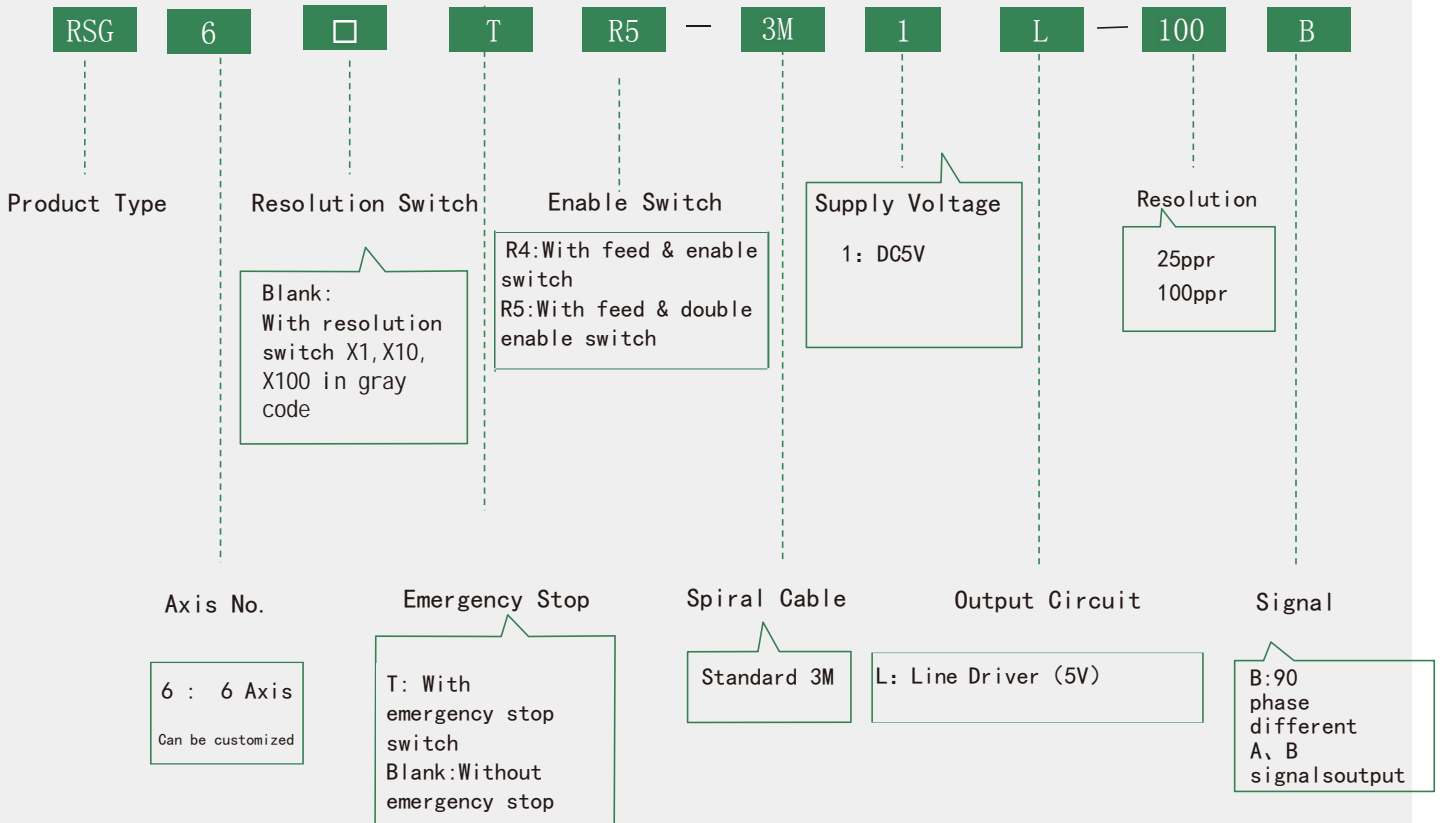 RSG 6 □ T R5 — 3M 1 L — 100 B
Product Type
Resolution Switch
Blank:
With resolution
switch X1,X10,
X100 in gray
code
Enable Switch
R4:With feed & enable
switch
R5:With feed & double
enable switch
Supply Voltage
1: DC5V
Resolution
25ppr
100ppr
Axis No.
6 : 6 Axis
Can be customized
Emergency Stop
T: With
emergency stop
switch
Blank:Without
emergency stop
Spiral Cable
Standard 3M
Output Circuit
L: Line Driver（5V）
Signal
B:90
phase
different
A、B
signalsoutput